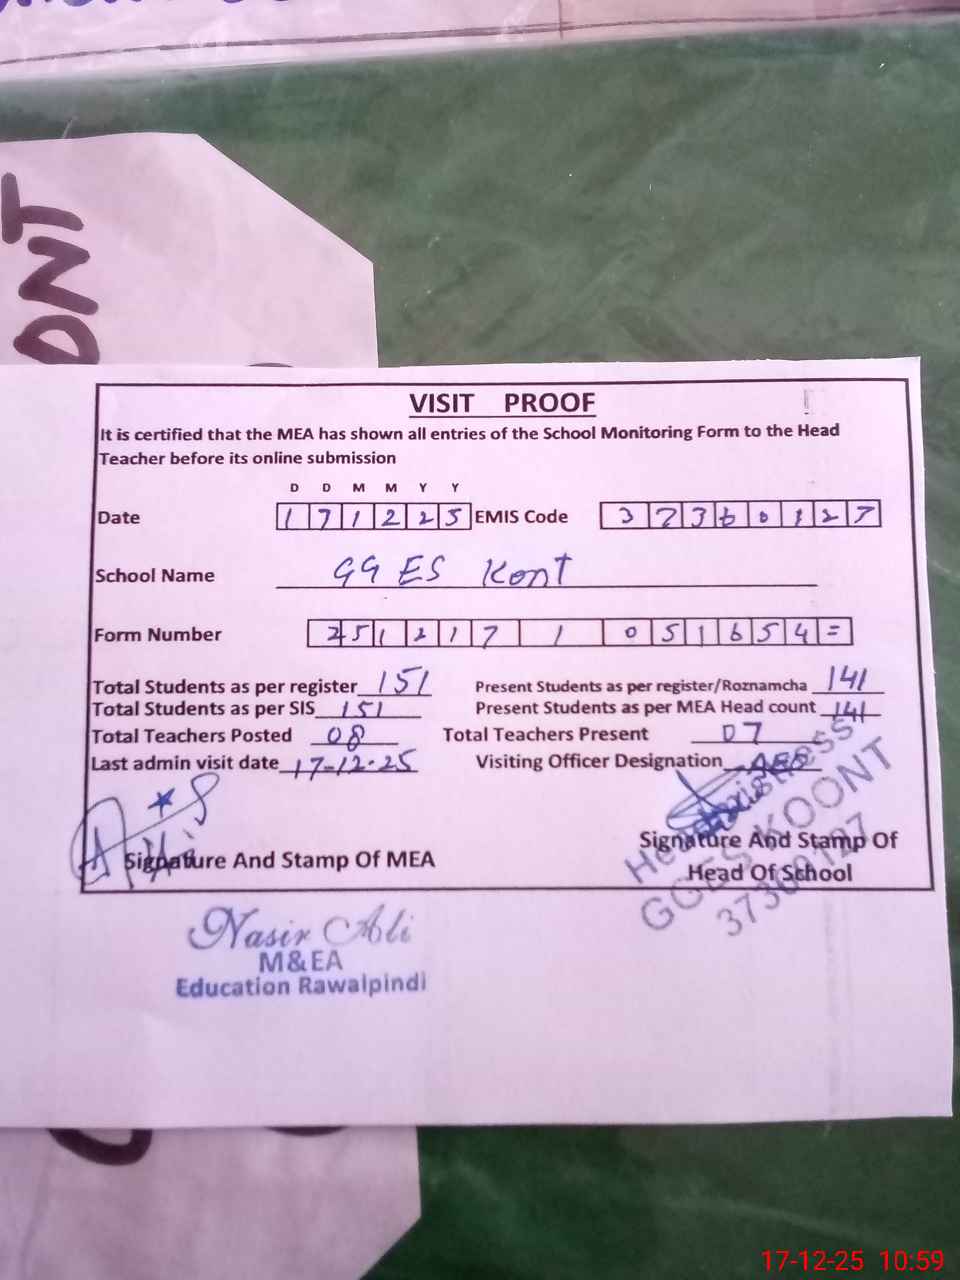 ONT
VISIT PROOF
It is certified that the MEA has shown all entries of the School Monitoring Form to the Head
Teacher before its online submission
D D M M Y Y
Date 1 7 1 2 2 5 EMIS Code 3 7 3 6 0 1 2 7
School Name GGES Kont
Form Number 2 5 1 2 1 7 1 0 5 1 6 5 4 =
Total Students as per register 151 Present Students as per register/Roznamcha 141
Total Students as per SIS 151 Present Students as per MEA Head count 141
Total Teachers Posted 08 Total Teachers Present 07
Last admin visit date 17-12-25 Visiting Officer Designation AEO
Signature And Stamp Of MEA
Signature And Stamp Of
Head Of School
Headmistress
GGES KOONT
37360127
Nasir Ali
M&EA
Education Rawalpindi
17-12-25 10:59